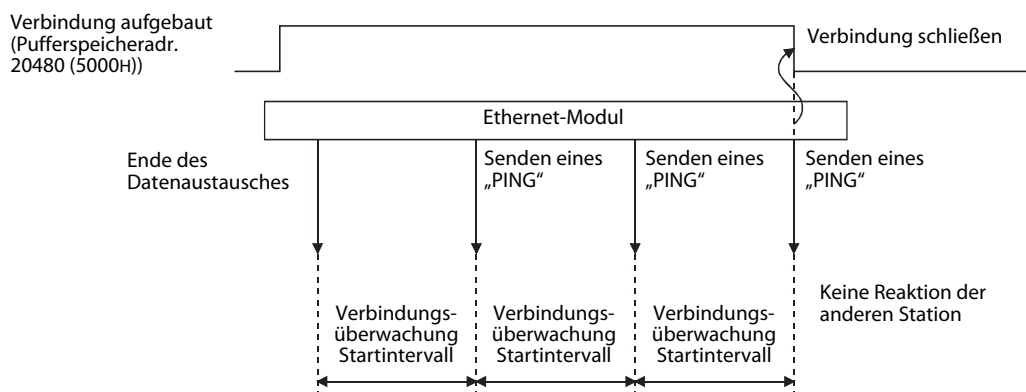 Verbindung aufgebaut
(Pufferspeicheradr.
20480 (5000H))
Verbindung schließen
Ethernet-Modul
Ende des
Datenaustausches
Senden eines
„PING“
Senden eines
„PING“
Senden eines
„PING“
Verbindungs-
überwachung
Startintervall
Verbindungs-
überwachung
Startintervall
Verbindungs-
überwachung
Startintervall
Keine Reaktion der
anderen Station